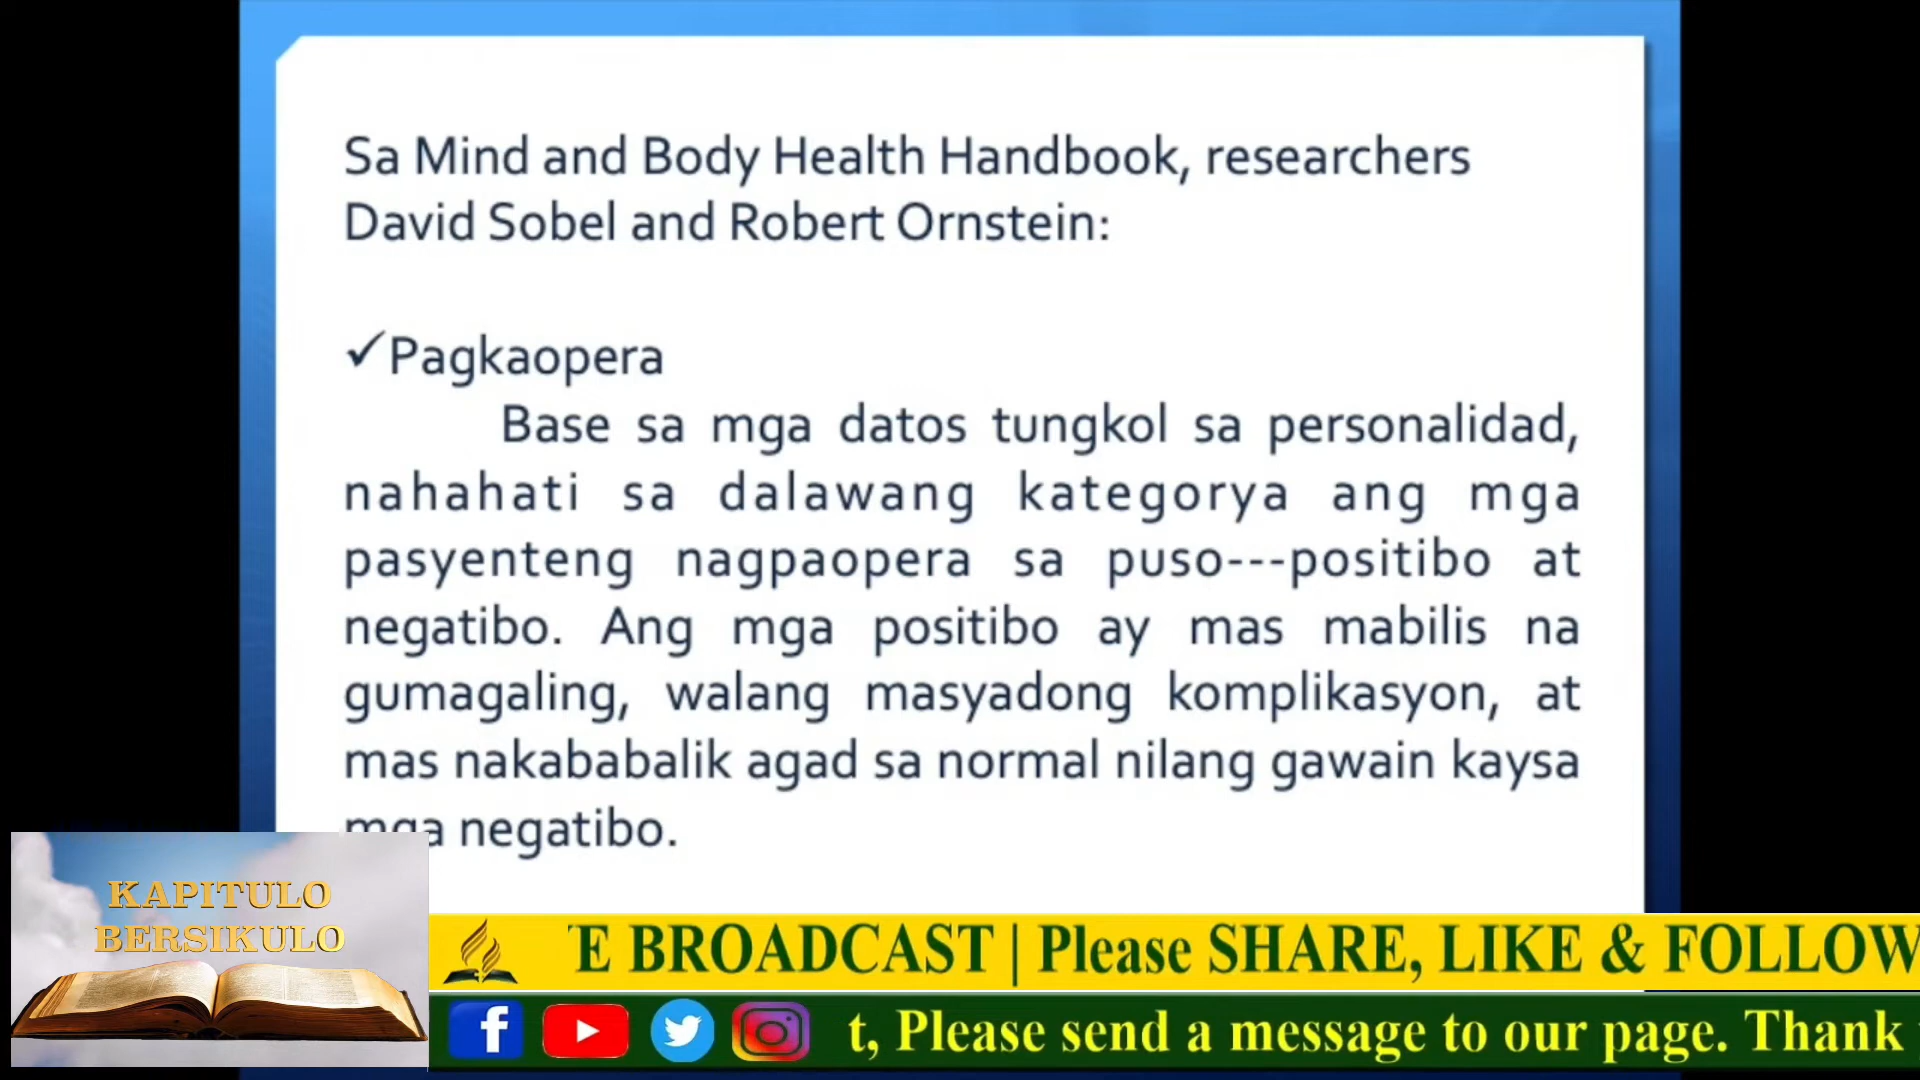 Sa Mind and Body Health Handbook, researchers
David Sobel and Robert Ornstein:
✓Pagkaopera
Base sa mga datos tungkol sa personalidad,
nahahati sa dalawang kategorya ang mga
pasyenteng nagpaopera sa puso---positibo at
negatibo. Ang mga positibo ay mas mabilis na
gumagaling, walang masyadong komplikasyon, at
mas nakababalik agad sa normal nilang gawain kaysa
mga negatibo.
KAPITULO
BERSIKULO
E BROADCAST | Please SHARE, LIKE & FOLLOW
t, Please send a message to our page. Thank